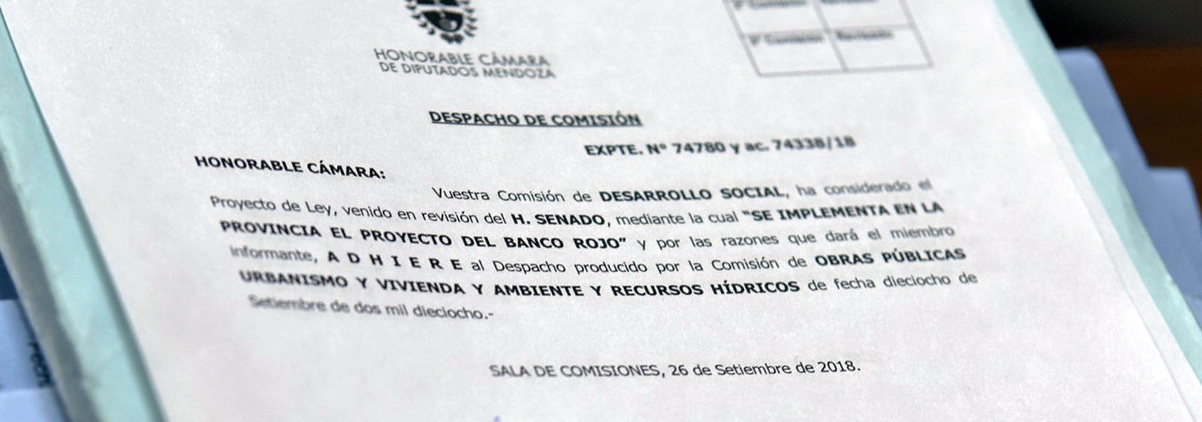 HONORABLE CÁMARA
DE DIPUTADOS MENDOZA
DESPACHO DE COMISIÓN
EXPTE. Nº 74780 y ac. 74338/18
HONORABLE CÁMARA:
Vuestra Comisión de DESARROLLO SOCIAL, ha considerado el
Proyecto de Ley, venido en revisión del H. SENADO, mediante la cual "SE IMPLEMENTA EN LA
PROVINCIA EL PROYECTO DEL BANCO ROJO" y por las razones que dará el miembro
informante, A D H I E R E al Despacho producido por la Comisión de OBRAS PÚBLICAS
URBANISMO Y VIVIENDA Y AMBIENTE Y RECURSOS HÍDRICOS de fecha dieciocho de
Setiembre de dos mil dieciocho.-
SALA DE COMISIONES, 26 de Setiembre de 2018.